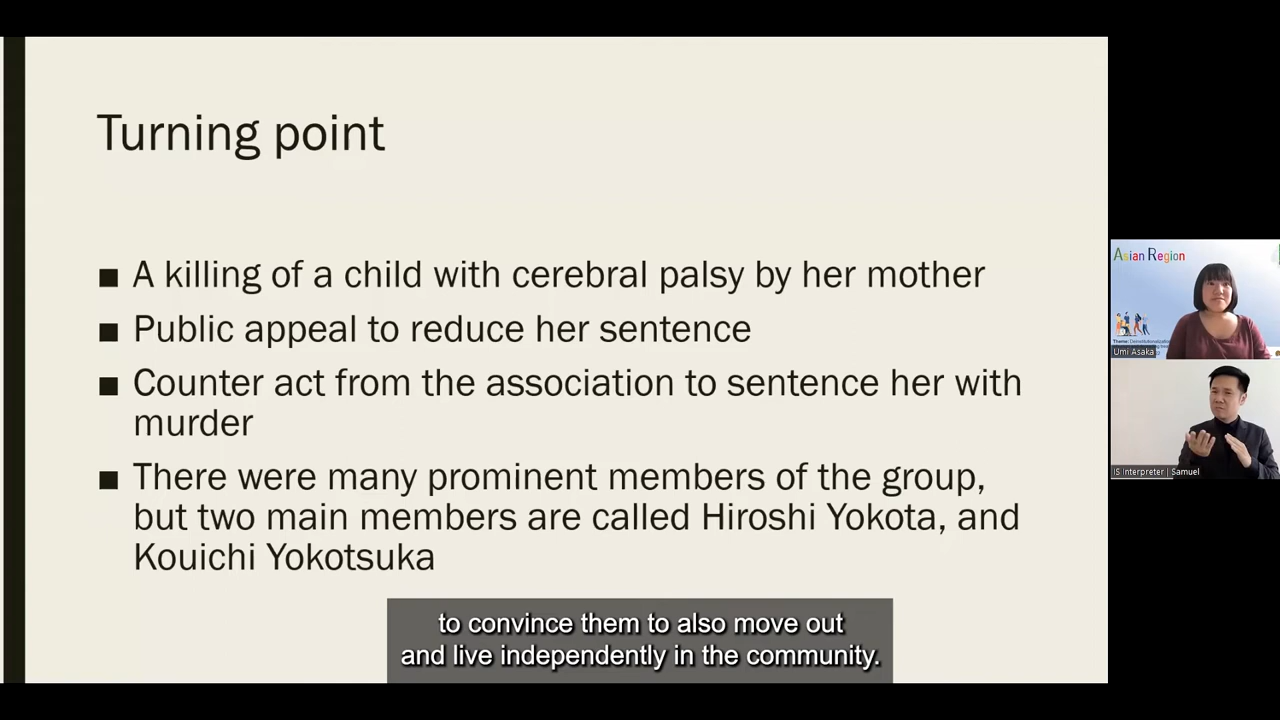 Turning point
■ A killing of a child with cerebral palsy by her mother
■ Public appeal to reduce her sentence
■ Counter act from the association to sentence her with
murder
■ There were many prominent members of the group,
but two main members are called Hiroshi Yokota, and
Kouichi Yokotsuka
to convince them to also move out
and live independently in the community.
Asian Region
Umi Asaka
IS Interpreter | Samuel